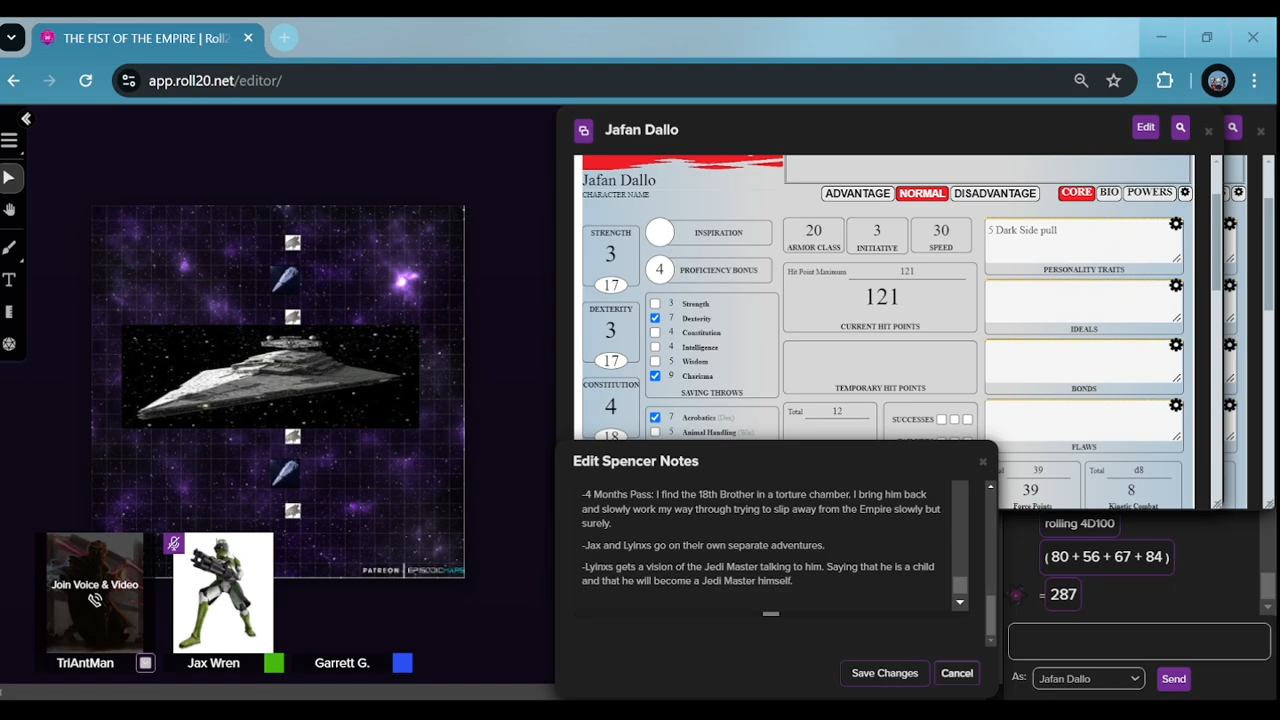 THE FIST OF THE EMPIRE | Roll2
app.roll20.net/editor/
Jafan Dallo
Edit
Jafan Dallo
CHARACTER NAME
ADVANTAGE NORMAL DISADVANTAGE
CORE BIO POWERS
STRENGTH
3
17
DEXTERITY
3
17
CONSTITUTION
4
18
INSPIRATION
4 PROFICIENCY BONUS
3 Strength
7 Dexterity
4 Constitution
4 Intelligence
5 Wisdom
9 Charisma
SAVING THROWS
7 Acrobatics (Dex)
5 Animal Handling (Wis)
20
ARMOR CLASS
3
INITIATIVE
30
SPEED
Hit Point Maximum 121
121
CURRENT HIT POINTS
TEMPORARY HIT POINTS
Total 12
SUCCESSES
5 Dark Side pull
PERSONALITY TRAITS
IDEALS
BONDS
FLAWS
39
39
Force Points
Total d8
8
Kinetic Combat
Edit Spencer Notes
-4 Months Pass: I find the 18th Brother in a torture chamber. I bring him back
and slowly work my way through trying to slip away from the Empire slowly but
surely.
-Jax and Lyinxs go on their own separate adventures.
-Lyinxs gets a vision of the Jedi Master talking to him. Saying that he is a child
and that he will become a Jedi Master himself.
Save Changes
Cancel
rolling 4D100
(80 + 56 + 67 + 84)
= 287
As: Jafan Dallo
Send
PATREON | EPISODICMAPS
Join Voice & Video
TriAntMan
Jax Wren
Garrett G.